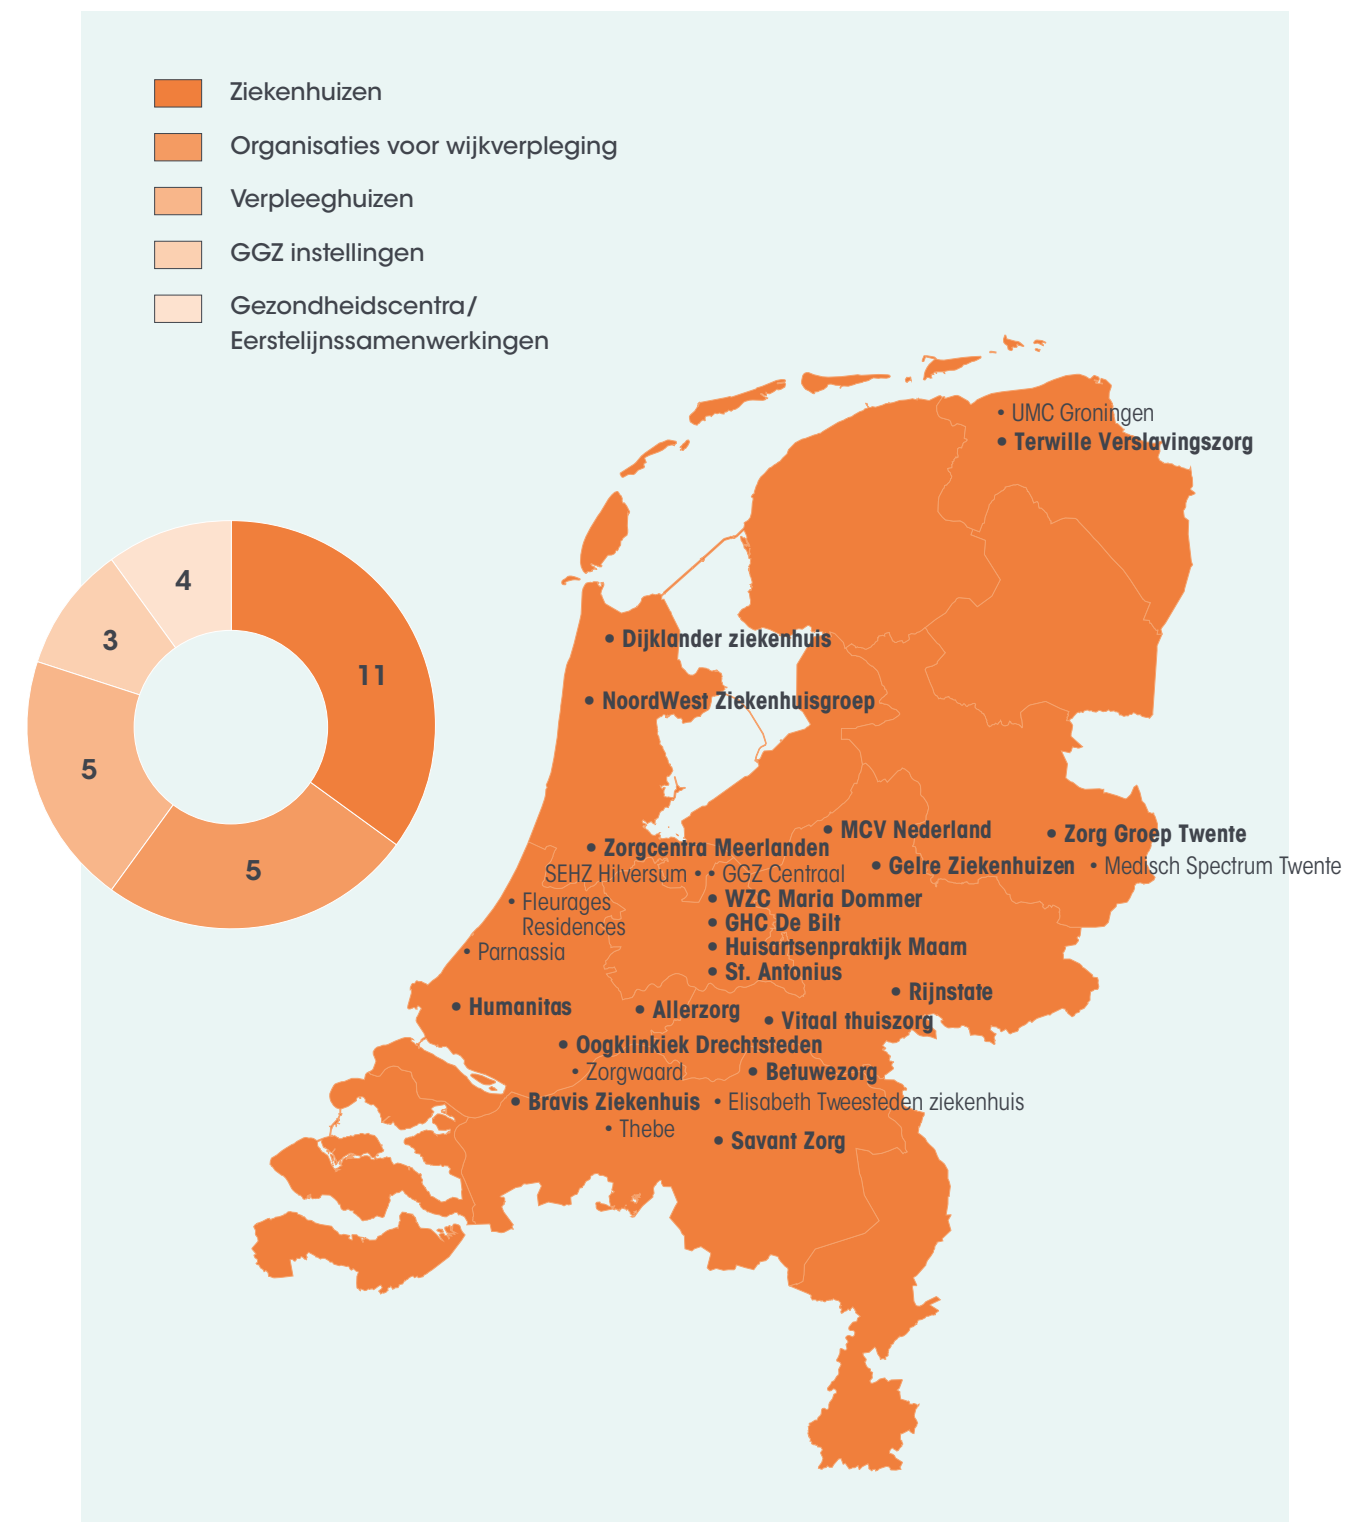 Ziekenhuizen
Organisaties voor wijkverpleging
Verpleeghuizen
GGZ instellingen
Gezondheidscentra/
Eerstelijnssamenwerkingen
4
3
11
5
5
• UMC Groningen
• Terwille Verslavingszorg
• Dijklander ziekenhuis
• NoordWest Ziekenhuisgroep
• MCV Nederland
• Zorg Groep Twente
• Zorgcentra Meerlanden
• Gelre Ziekenhuizen
• Medisch Spectrum Twente
SEHZ Hilversum •
• GGZ Centraal
• WZC Maria Dommer
• Fleurages
Residences
• GHC De Bilt
• Huisartsenpraktijk Maam
• Parnassia
• St. Antonius
• Rijnstate
• Humanitas
• Allerzorg
• Vitaal thuiszorg
• Oogklinkiek Drechtsteden
• Zorgwaard
• Betuwezorg
• Bravis Ziekenhuis
• Elisabeth Tweesteden ziekenhuis
• Thebe
• Savant Zorg